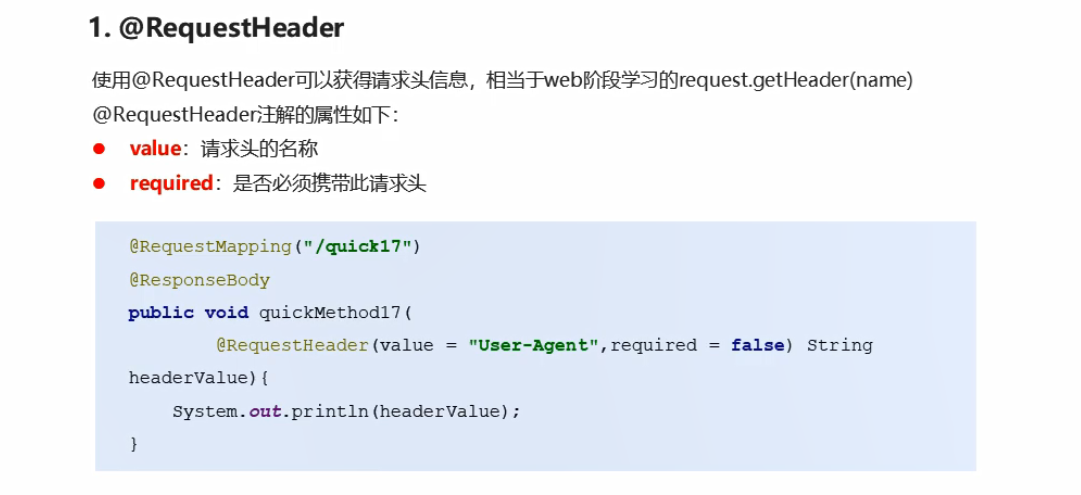 1. @RequestHeader
使用@RequestHeader可以获得请求头信息，相当于web阶段学习的request.getHeader(name)
@RequestHeader注解的属性如下：
● value：请求头的名称
● required：是否必须携带此请求头
@RequestMapping("/quick17")
@ResponseBody
public void quickMethod17(
@RequestHeader(value = "User-Agent",required = false) String
headerValue){
System.out.println(headerValue);
}